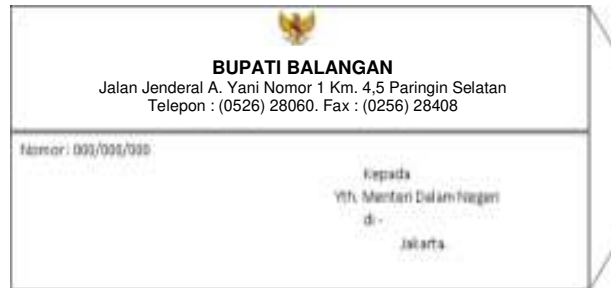 BUPATI BALANGAN
Jalan Jenderal A. Yani Nomor 1 Km. 4,5 Paringin Selatan
Telepon : (0526) 28060. Fax : (0256) 28408
Nomor : 000/000/000
Kepada
Yth. Menteri Dalam Negeri
di -
Jakarta